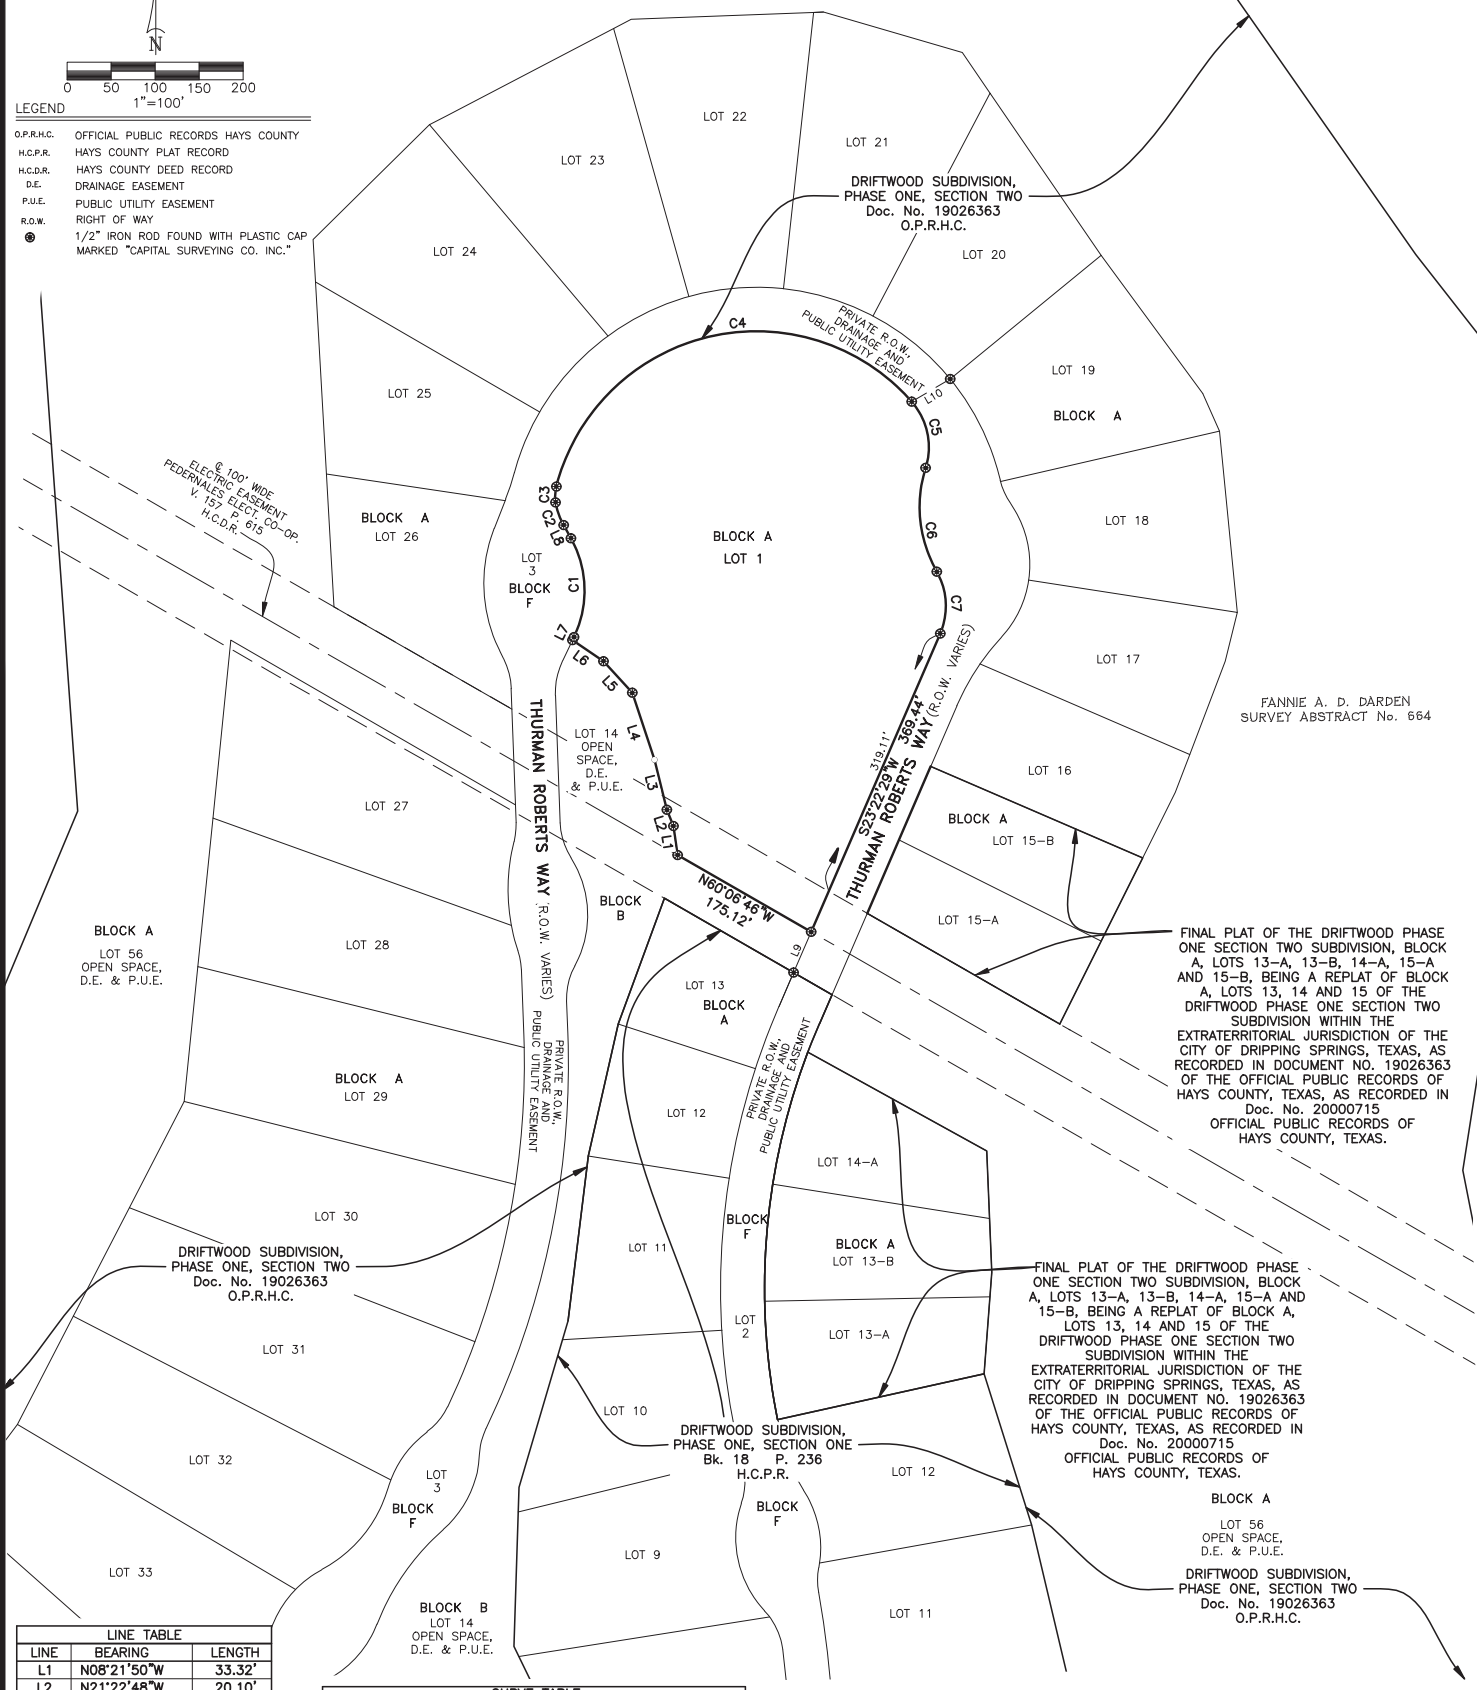 N
0 50 100 150 200
1"=100'
LEGEND
O.P.R.H.C. OFFICIAL PUBLIC RECORDS HAYS COUNTY
H.C.P.R. HAYS COUNTY PLAT RECORD
H.C.D.R. HAYS COUNTY DEED RECORD
D.E. DRAINAGE EASEMENT
P.U.E. PUBLIC UTILITY EASEMENT
R.O.W. RIGHT OF WAY
1/2" IRON ROD FOUND WITH PLASTIC CAP
MARKED "CAPITAL SURVEYING CO. INC."
LOT 22
LOT 21
LOT 23
DRIFTWOOD SUBDIVISION,
PHASE ONE, SECTION TWO
Doc. No. 19026363
O.P.R.H.C.
LOT 24
LOT 20
PRIVATE R.O.W.,
DRAINAGE AND
PUBLIC UTILITY EASEMENT
C4
LOT 25
L10
LOT 19
BLOCK A
C5
℄ 100' WIDE
ELECTRIC EASEMENT
PEDERNALES ELECT. CO-OP.
V. 157 P. 615
H.C.D.R.
BLOCK A
LOT 26
C3
C2
L8
C1
L7
LOT
3
BLOCK
F
BLOCK A
LOT 1
C6
C7
LOT 18
LOT 17
L6
L5
L4
L3
L2
L1
THURMAN ROBERTS WAY (R.O.W. VARIES)
LOT 14
OPEN
SPACE,
D.E.
& P.U.E.
319.11'
S23°22'29"W 369.44'
THURMAN ROBERTS WAY (R.O.W. VARIES)
FANNIE A. D. DARDEN
SURVEY ABSTRACT No. 664
LOT 16
LOT 27
BLOCK A
LOT 15-B
LOT 15-A
N60°06'46"W
175.12'
L9
BLOCK
B
BLOCK A
LOT 56
OPEN SPACE,
D.E. & P.U.E.
LOT 28
LOT 13
BLOCK
A
FINAL PLAT OF THE DRIFTWOOD PHASE
ONE SECTION TWO SUBDIVISION, BLOCK
A, LOTS 13-A, 13-B, 14-A, 15-A
AND 15-B, BEING A REPLAT OF BLOCK
A, LOTS 13, 14 AND 15 OF THE
DRIFTWOOD PHASE ONE SECTION TWO
SUBDIVISION WITHIN THE
EXTRATERRITORIAL JURISDICTION OF THE
CITY OF DRIPPING SPRINGS, TEXAS, AS
RECORDED IN DOCUMENT NO. 19026363
OF THE OFFICIAL PUBLIC RECORDS OF
HAYS COUNTY, TEXAS, AS RECORDED IN
Doc. No. 20000715
OFFICIAL PUBLIC RECORDS OF
HAYS COUNTY, TEXAS.
PRIVATE R.O.W.,
DRAINAGE AND
PUBLIC UTILITY EASEMENT
PRIVATE R.O.W.,
DRAINAGE AND
PUBLIC UTILITY EASEMENT
BLOCK A
LOT 29
LOT 12
LOT 14-A
LOT 30
LOT 11
BLOCK
F
BLOCK A
LOT 13-B
DRIFTWOOD SUBDIVISION,
PHASE ONE, SECTION TWO
Doc. No. 19026363
O.P.R.H.C.
LOT
2
LOT 13-A
FINAL PLAT OF THE DRIFTWOOD PHASE
ONE SECTION TWO SUBDIVISION, BLOCK
A, LOTS 13-A, 13-B, 14-A, 15-A AND
15-B, BEING A REPLAT OF BLOCK A,
LOTS 13, 14 AND 15 OF THE
DRIFTWOOD PHASE ONE SECTION TWO
SUBDIVISION WITHIN THE
EXTRATERRITORIAL JURISDICTION OF THE
CITY OF DRIPPING SPRINGS, TEXAS, AS
RECORDED IN DOCUMENT NO. 19026363
OF THE OFFICIAL PUBLIC RECORDS OF
HAYS COUNTY, TEXAS, AS RECORDED IN
Doc. No. 20000715
OFFICIAL PUBLIC RECORDS OF
HAYS COUNTY, TEXAS.
LOT 31
LOT 10
DRIFTWOOD SUBDIVISION,
PHASE ONE, SECTION ONE
Bk. 18 P. 236
H.C.P.R.
LOT 32
LOT
3
BLOCK
F
LOT 12
BLOCK
F
BLOCK A
LOT 56
OPEN SPACE,
D.E. & P.U.E.
LOT 9
LOT 33
DRIFTWOOD SUBDIVISION,
PHASE ONE, SECTION TWO
Doc. No. 19026363
O.P.R.H.C.
BLOCK B
LOT 14
OPEN SPACE,
D.E. & P.U.E.
LOT 11
LINE TABLE
LINE BEARING LENGTH
L1 N08°21'50"W 33.32'
L2 N21°22'48"W 20.10'
CURVE TABLE